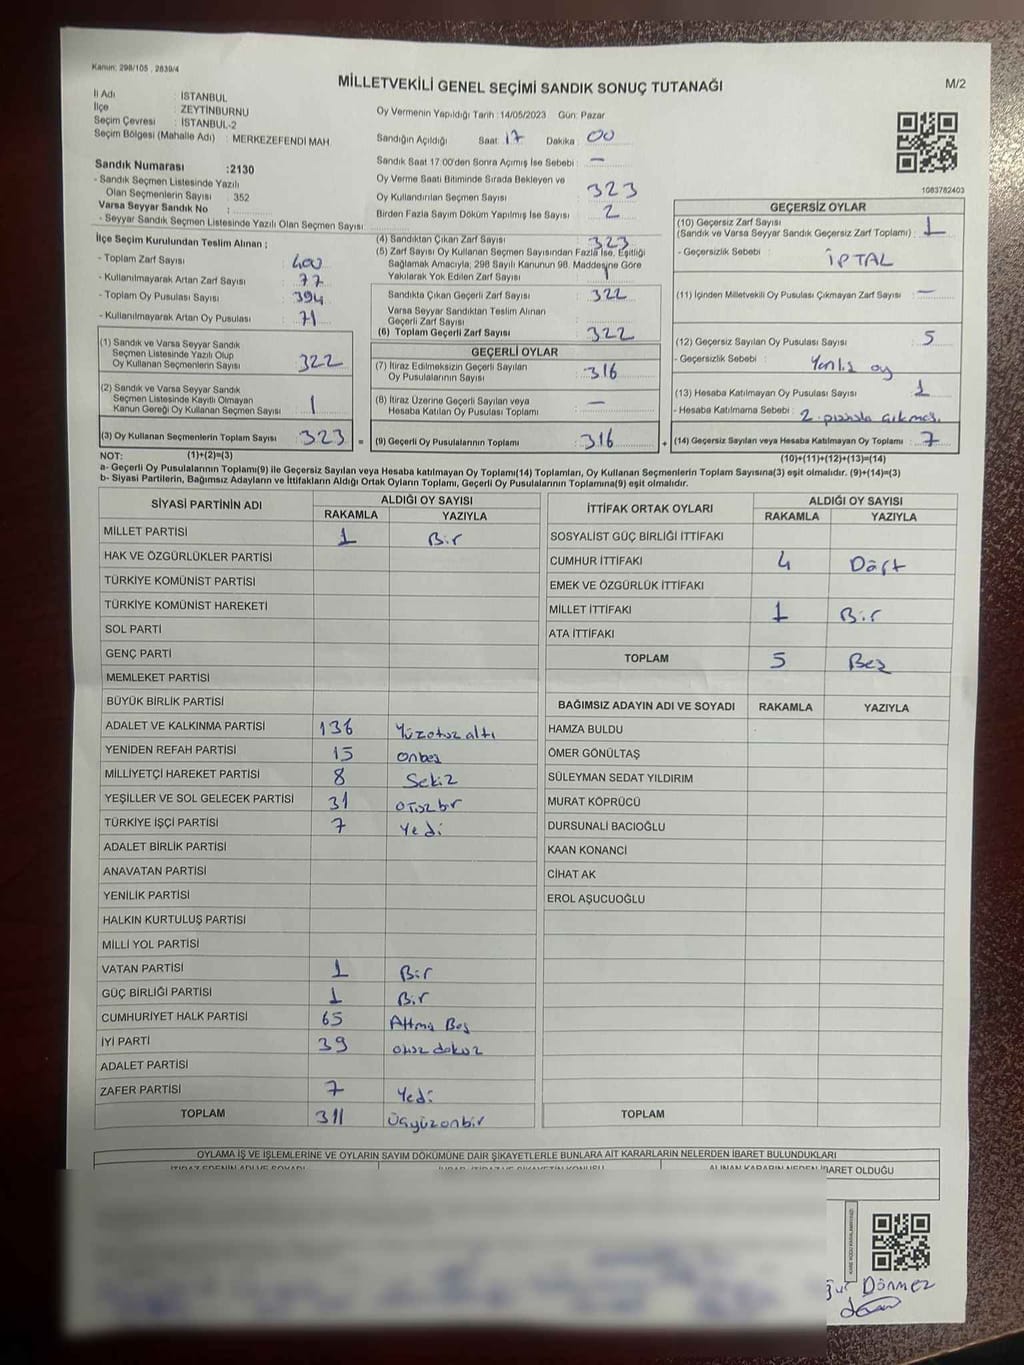 Kanun: 298/105 , 2839/4
MİLLETVEKİLİ GENEL SEÇİMİ SANDIK SONUÇ TUTANAĞI
M/2
İl Adı : İSTANBUL
İlçe : ZEYTİNBURNU
Seçim Çevresi : İSTANBUL-2
Seçim Bölgesi (Mahalle Adı) : MERKEZEFENDİ MAH.
Sandık Numarası :2130
- Sandık Seçmen Listesinde Yazılı
Olan Seçmenlerin Sayısı : 352
Varsa Seyyar Sandık No :
- Seyyar Sandık Seçmen Listesinde Yazılı Olan Seçmen Sayısı :
Oy Vermenin Yapıldığı Tarih : 14/05/2023 Gün: Pazar
Sandığın Açıldığı Saat : 17 Dakika : 00
Sandık Saat 17:00'den Sonra Açımış İse Sebebi : —
Oy Verme Saati Bitiminde Sırada Bekleyen ve
Oy Kullandırılan Seçmen Sayısı : 323
Birden Fazla Sayım Döküm Yapılmış İse Sayısı : 2
1083782403
İlçe Seçim Kurulundan Teslim Alınan ;
- Toplam Zarf Sayısı : 400
- Kullanılmayarak Artan Zarf Sayısı : 77
- Toplam Oy Pusulası Sayısı : 394
- Kullanılmayarak Artan Oy Pusulası : 71
(1) Sandık ve Varsa Seyyar Sandık
Seçmen Listesinde Yazılı Olup
Oy Kullanan Seçmenlerin Sayısı : 322
(2) Sandık ve Varsa Seyyar Sandık
Seçmen Listesinde Kayıtlı Olmayan
Kanun Gereği Oy Kullanan Seçmen Sayısı : 1
(3) Oy Kullanan Seçmenlerin Toplam Sayısı : 323 =
(4) Sandıktan Çıkan Zarf Sayısı : 323
(5) Zarf Sayısı Oy Kullanan Seçmen Sayısından Fazla İse, Eşitliği
Sağlamak Amacıyla; 298 Sayılı Kanunun 98. Maddesine Göre
Yakılarak Yok Edilen Zarf Sayısı : 1
Sandıkta Çıkan Geçerli Zarf Sayısı : 322
Varsa Seyyar Sandıktan Teslim Alınan
Geçerli Zarf Sayısı :
(6) Toplam Geçerli Zarf Sayısı : 322
GEÇERLİ OYLAR
(7) İtiraz Edilmeksizin Geçerli Sayılan
Oy Pusulalarının Sayısı : 316
(8) İtiraz Üzerine Geçerli Sayılan veya
Hesaba Katılan Oy Pusulası Toplamı : —
(9) Geçerli Oy Pusulalarının Toplamı : 316 +
GEÇERSİZ OYLAR
(10) Geçersiz Zarf Sayısı
(Sandık ve Varsa Seyyar Sandık Geçersiz Zarf Toplamı) : 1
- Geçersizlik Sebebi : İPTAL
(11) İçinden Milletvekili Oy Pusulası Çıkmayan Zarf Sayısı : —
(12) Geçersiz Sayılan Oy Pusulası Sayısı : 5
- Geçersizlik Sebebi : Yanlış oy
(13) Hesaba Katılmayan Oy Pusulası Sayısı : 1
- Hesaba Katılmama Sebebi : 2. pusula çıkması
(14) Geçersiz Sayılan veya Hesaba Katılmayan Oy Toplamı : 7
NOT: (1)+(2)=(3)
(10)+(11)+(12)+(13)=(14)
a- Geçerli Oy Pusulalarının Toplamı(9) ile Geçersiz Sayılan veya Hesaba katılmayan Oy Toplamı(14) Toplamları, Oy Kullanan Seçmenlerin Toplam Sayısına(3) eşit olmalıdır. (9)+(14)=(3)
b- Siyasi Partilerin, Bağımsız Adayların ve İttifakların Aldığı Ortak Oyların Toplamı, Geçerli Oy Pusulalarının Toplamına(9) eşit olmalıdır.
SİYASİ PARTİNİN ADI ALDIĞI OY SAYISI
RAKAMLA YAZIYLA
MİLLET PARTİSİ 1 Bir
HAK VE ÖZGÜRLÜKLER PARTİSİ
TÜRKİYE KOMÜNİST PARTİSİ
TÜRKİYE KOMÜNİST HAREKETİ
SOL PARTİ
GENÇ PARTİ
MEMLEKET PARTİSİ
BÜYÜK BİRLİK PARTİSİ
ADALET VE KALKINMA PARTİSİ 136 Yüzotuzaltı
YENİDEN REFAH PARTİSİ 15 onbeş
MİLLİYETÇİ HAREKET PARTİSİ 8 Sekiz
YEŞİLLER VE SOL GELECEK PARTİSİ 31 otuzbir
TÜRKİYE İŞÇİ PARTİSİ 7 Yedi
ADALET BİRLİK PARTİSİ
ANAVATAN PARTİSİ
YENİLİK PARTİSİ
HALKIN KURTULUŞ PARTİSİ
MİLLİ YOL PARTİSİ
VATAN PARTİSİ 1 Bir
GÜÇ BİRLİĞİ PARTİSİ 1 Bir
CUMHURİYET HALK PARTİSİ 65 Altmış Beş
İYİ PARTİ 39 otuz dokuz
ADALET PARTİSİ
ZAFER PARTİSİ 7 Yedi
TOPLAM 311 Üçyüzonbir
İTTİFAK ORTAK OYLARI ALDIĞI OY SAYISI
RAKAMLA YAZIYLA
SOSYALİST GÜÇ BİRLİĞİ İTTİFAKI
CUMHUR İTTİFAKI 4 Dört
EMEK VE ÖZGÜRLÜK İTTİFAKI
MİLLET İTTİFAKI 1 Bir
ATA İTTİFAKI
TOPLAM 5 Beş
BAĞIMSIZ ADAYIN ADI VE SOYADI RAKAMLA YAZIYLA
HAMZA BULDU
ÖMER GÖNÜLTAŞ
SÜLEYMAN SEDAT YILDIRIM
MURAT KÖPRÜCÜ
DURSUNALİ BACIOĞLU
KAAN KONANCİ
CİHAT AK
EROL AŞUCUOĞLU
TOPLAM
OYLAMA İŞ VE İŞLEMLERİNE VE OYLARIN SAYIM DÖKÜMÜNE DAİR ŞİKAYETLERLE BUNLARA AİT KARARLARIN NELERDEN İBARET BULUNDUKLARI
ALINAN KARARIN NEDEN İBARET OLDUĞU
Dönmez